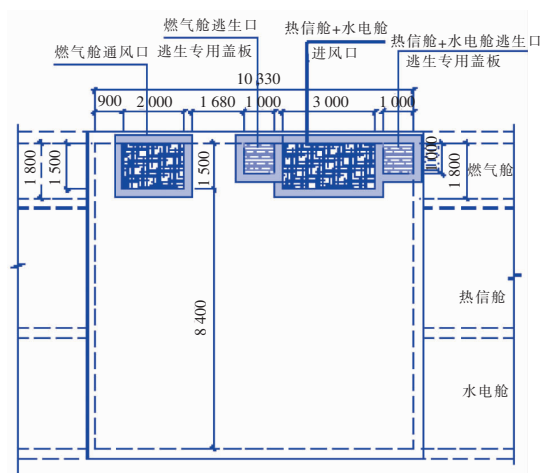 燃气舱通风口
燃气舱逃生口
逃生专用盖板
热信舱+水电舱
进风口
热信舱+水电舱逃生口
逃生专用盖板
10 330
900 2 000 1 680 1 000 3 000 1 000
1 800
1 500
1 500
1 000
1 800
燃气舱
热信舱
8 400
水电舱